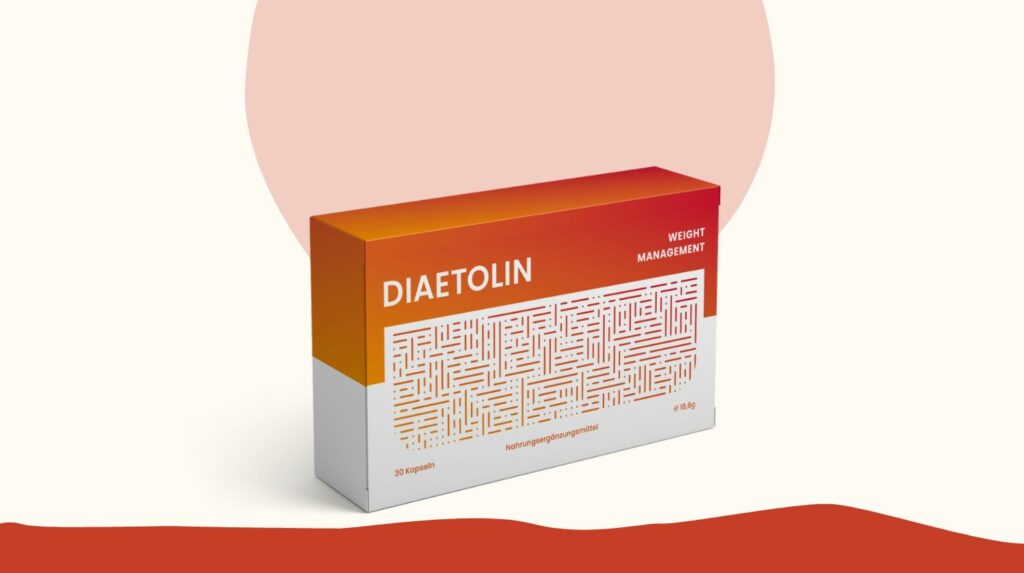 WEIGHT
MANAGEMENT
DIAETOLIN
℮ 18,8g
Nahrungsergänzungsmittel
30 Kapseln